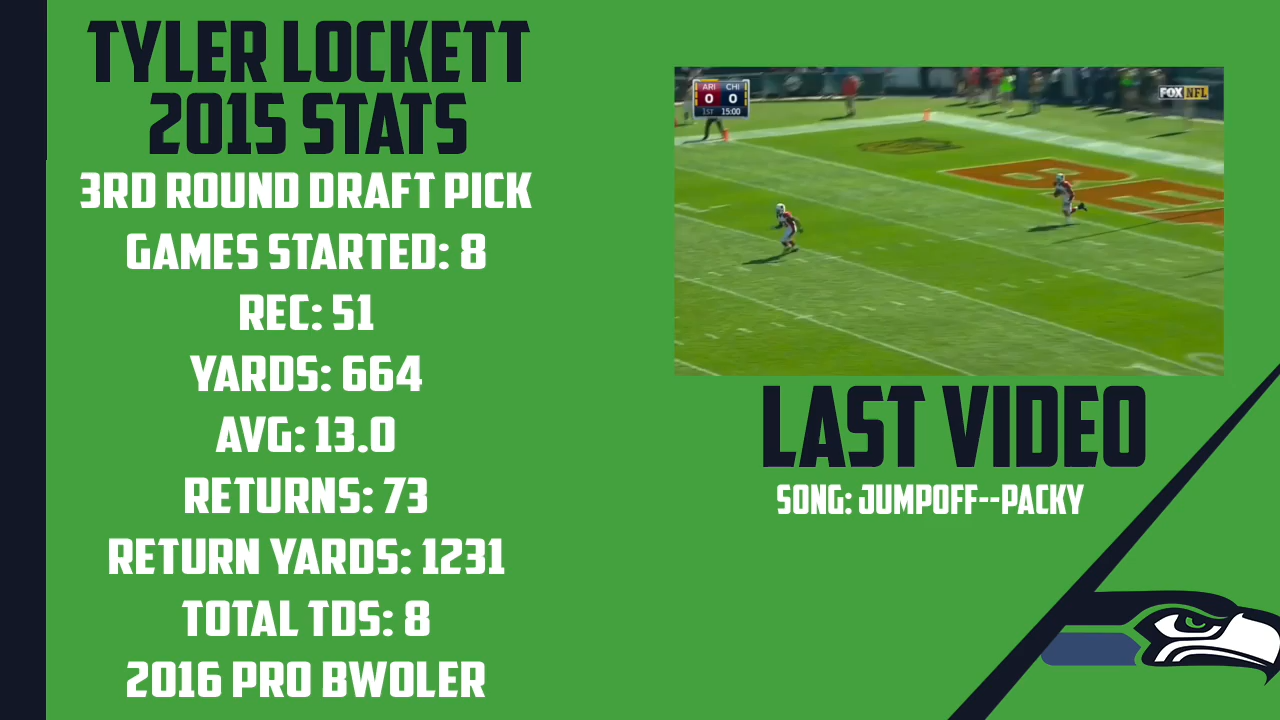 TYLER LOCKETT
2015 STATS
3RD ROUND DRAFT PICK
GAMES STARTED: 8
REC: 51
YARDS: 664
AVG: 13.0
RETURNS: 73
RETURN YARDS: 1231
TOTAL TDS: 8
2016 PRO BWOLER
ARI CHI
0 0
1ST 15:00
FOX NFL
BE
LAST VIDEO
SONG: JUMPOFF--PACKY